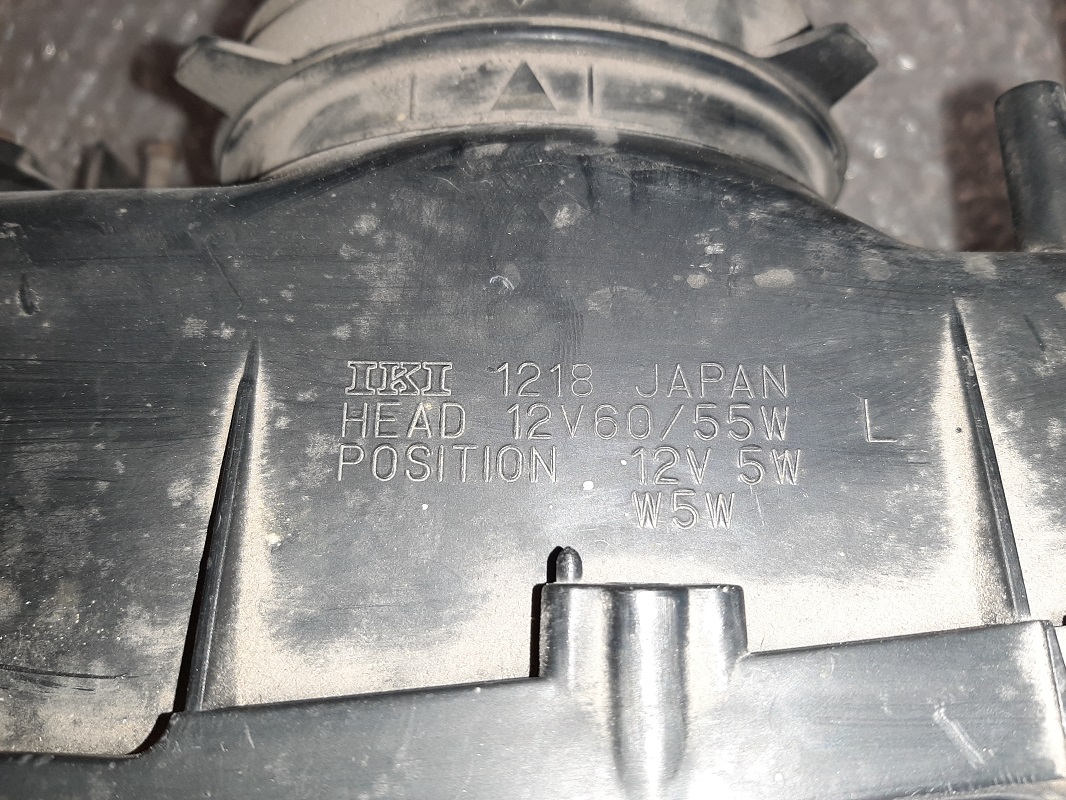 IKI 1218 JAPAN
HEAD 12V60/55W L
POSITION 12V 5W
W5W